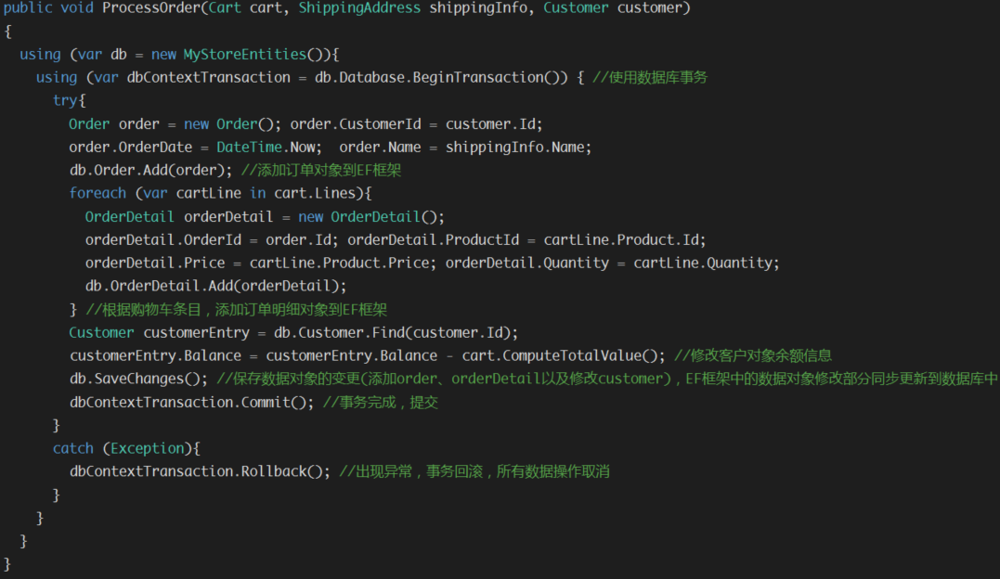 public void ProcessOrder(Cart cart, ShippingAddress shippingInfo, Customer customer)
{
  using (var db = new MyStoreEntities()){
    using (var dbContextTransaction = db.Database.BeginTransaction()) { //使用数据库事务
      try{
        Order order = new Order(); order.CustomerId = customer.Id;
        order.OrderDate = DateTime.Now;  order.Name = shippingInfo.Name;
        db.Order.Add(order); //添加订单对象到EF框架
        foreach (var cartLine in cart.Lines){
          OrderDetail orderDetail = new OrderDetail();
          orderDetail.OrderId = order.Id; orderDetail.ProductId = cartLine.Product.Id;
          orderDetail.Price = cartLine.Product.Price; orderDetail.Quantity = cartLine.Quantity;
          db.OrderDetail.Add(orderDetail);
        } //根据购物车条目，添加订单明细对象到EF框架
        Customer customerEntry = db.Customer.Find(customer.Id);
        customerEntry.Balance = customerEntry.Balance - cart.ComputeTotalValue(); //修改客户对象余额信息
        db.SaveChanges(); //保存数据对象的变更(添加order、orderDetail以及修改customer)，EF框架中的数据对象修改部分同步更新到数据库中
        dbContextTransaction.Commit(); //事务完成，提交
      }
      catch (Exception){
        dbContextTransaction.Rollback(); //出现异常，事务回滚，所有数据操作取消
      }
    }
  }
}